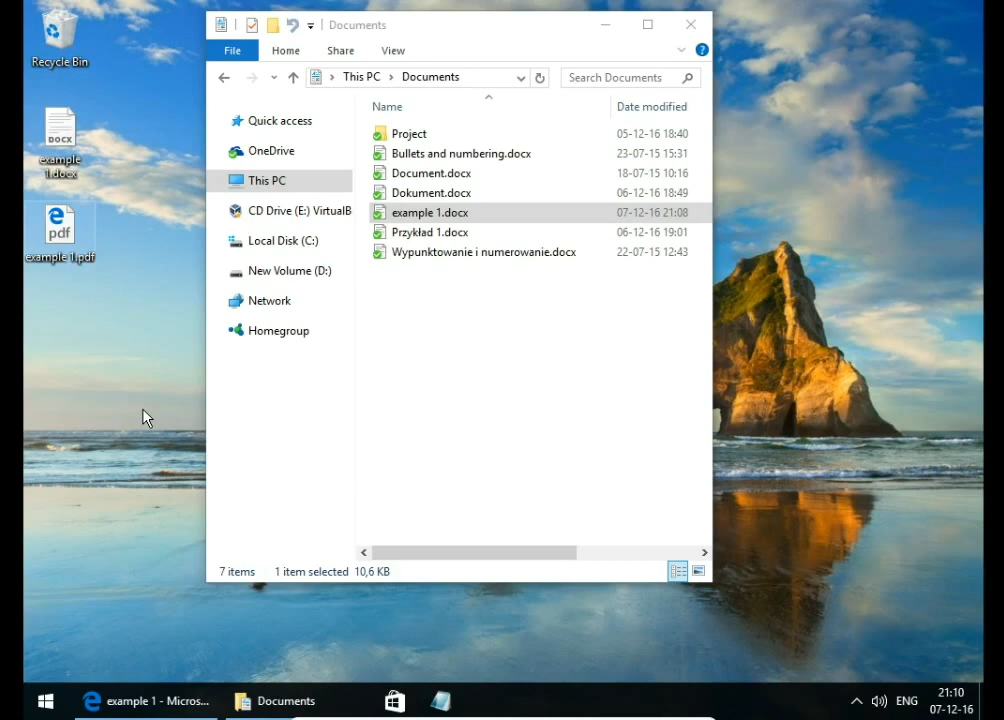 Recycle Bin
DOCX
example
1.docx
pdf
example 1.pdf
Documents
File Home Share View
This PC Documents
Search Documents
Name Date modified
Quick access
OneDrive
This PC
CD Drive (E:) VirtualB
Local Disk (C:)
New Volume (D:)
Network
Homegroup
Project 05-12-16 18:40
Bullets and numbering.docx 23-07-15 15:31
Document.docx 18-07-15 10:16
Dokument.docx 06-12-16 18:49
example 1.docx 07-12-16 21:08
Przykład 1.docx 06-12-16 19:01
Wypunktowanie i numerowanie.docx 22-07-15 12:43
7 items 1 item selected 10,6 KB
example 1 - Micros...
Documents
ENG
21:10
07-12-16